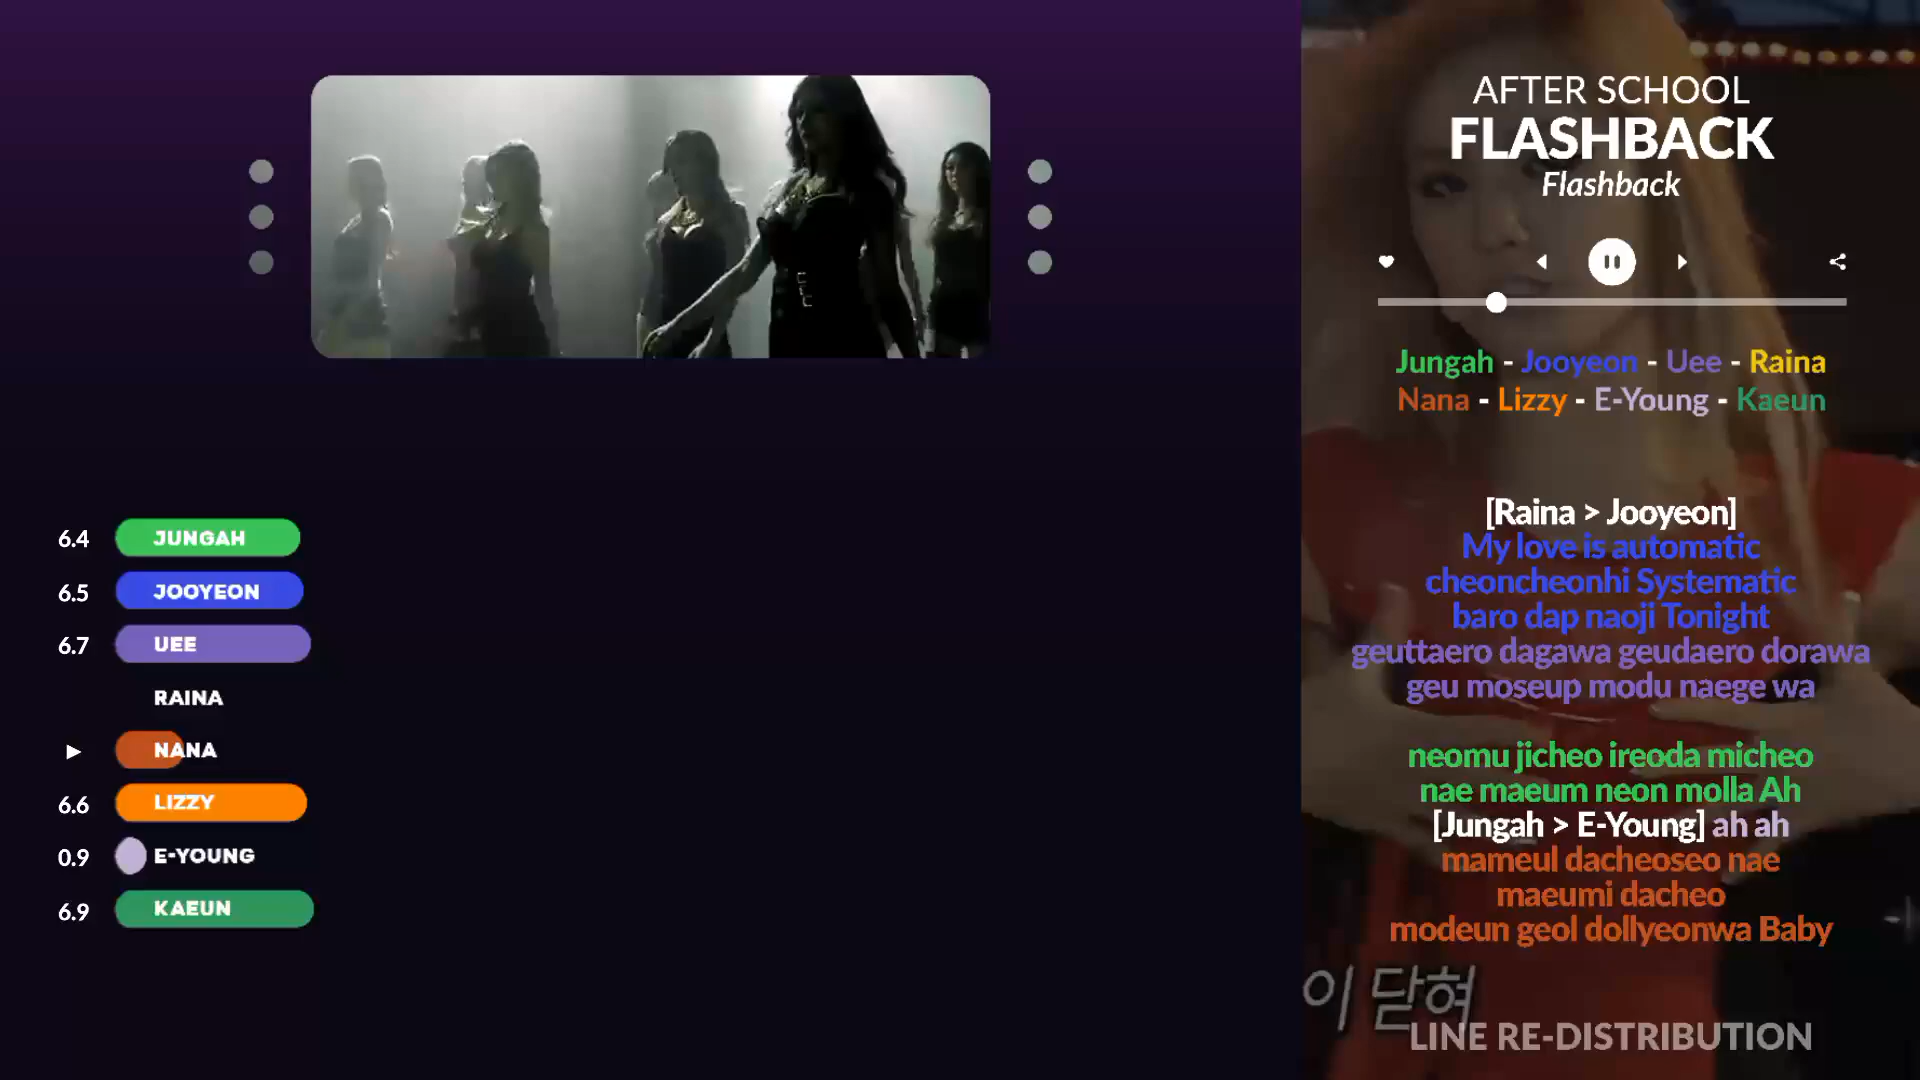 AFTER SCHOOL
FLASHBACK
Flashback
Jungah - Jooyeon - Uee - Raina
Nana - Lizzy - E-Young - Kaeun
6.4 JUNGAH
6.5 JOOYEON
6.7 UEE
RAINA
NANA
6.6 LIZZY
0.9 E-YOUNG
6.9 KAEUN
[Raina > Jooyeon]
My love is automatic
cheoncheonhi Systematic
baro dap naoji Tonight
geuttaero dagawa geudaero dorawa
geu moseup modu naege wa
neomu jicheo ireoda micheo
nae maeum neon molla Ah
[Jungah > E-Young] ah ah
mameul dacheoseo nae
maeumi dacheo
modeun geol dollyeonwa Baby
이 닫혀
LINE RE-DISTRIBUTION